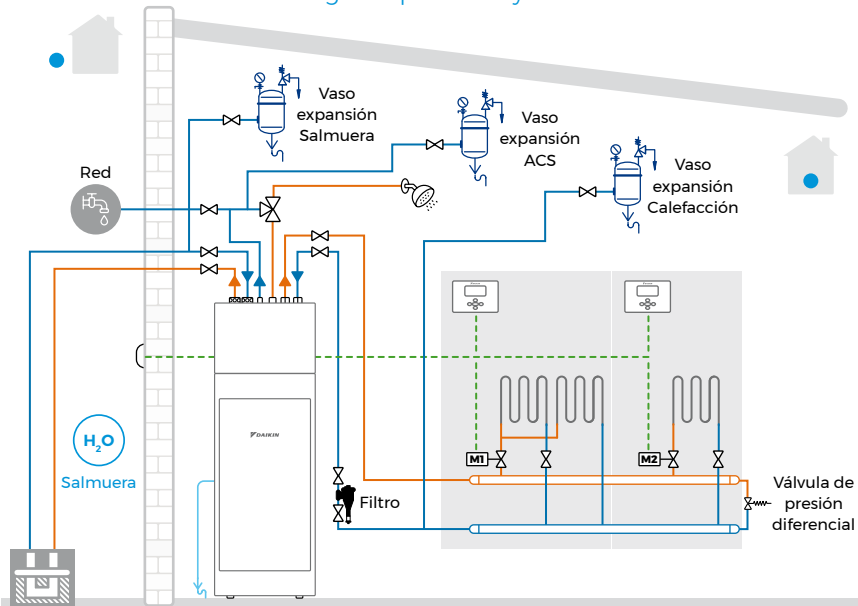 Vaso
expansión
Salmuera
Vaso
expansión
ACS
Vaso
expansión
Calefacción
Red
DAIKIN
H2O
Salmuera
Filtro
M1
M2
Válvula de
presión
diferencial